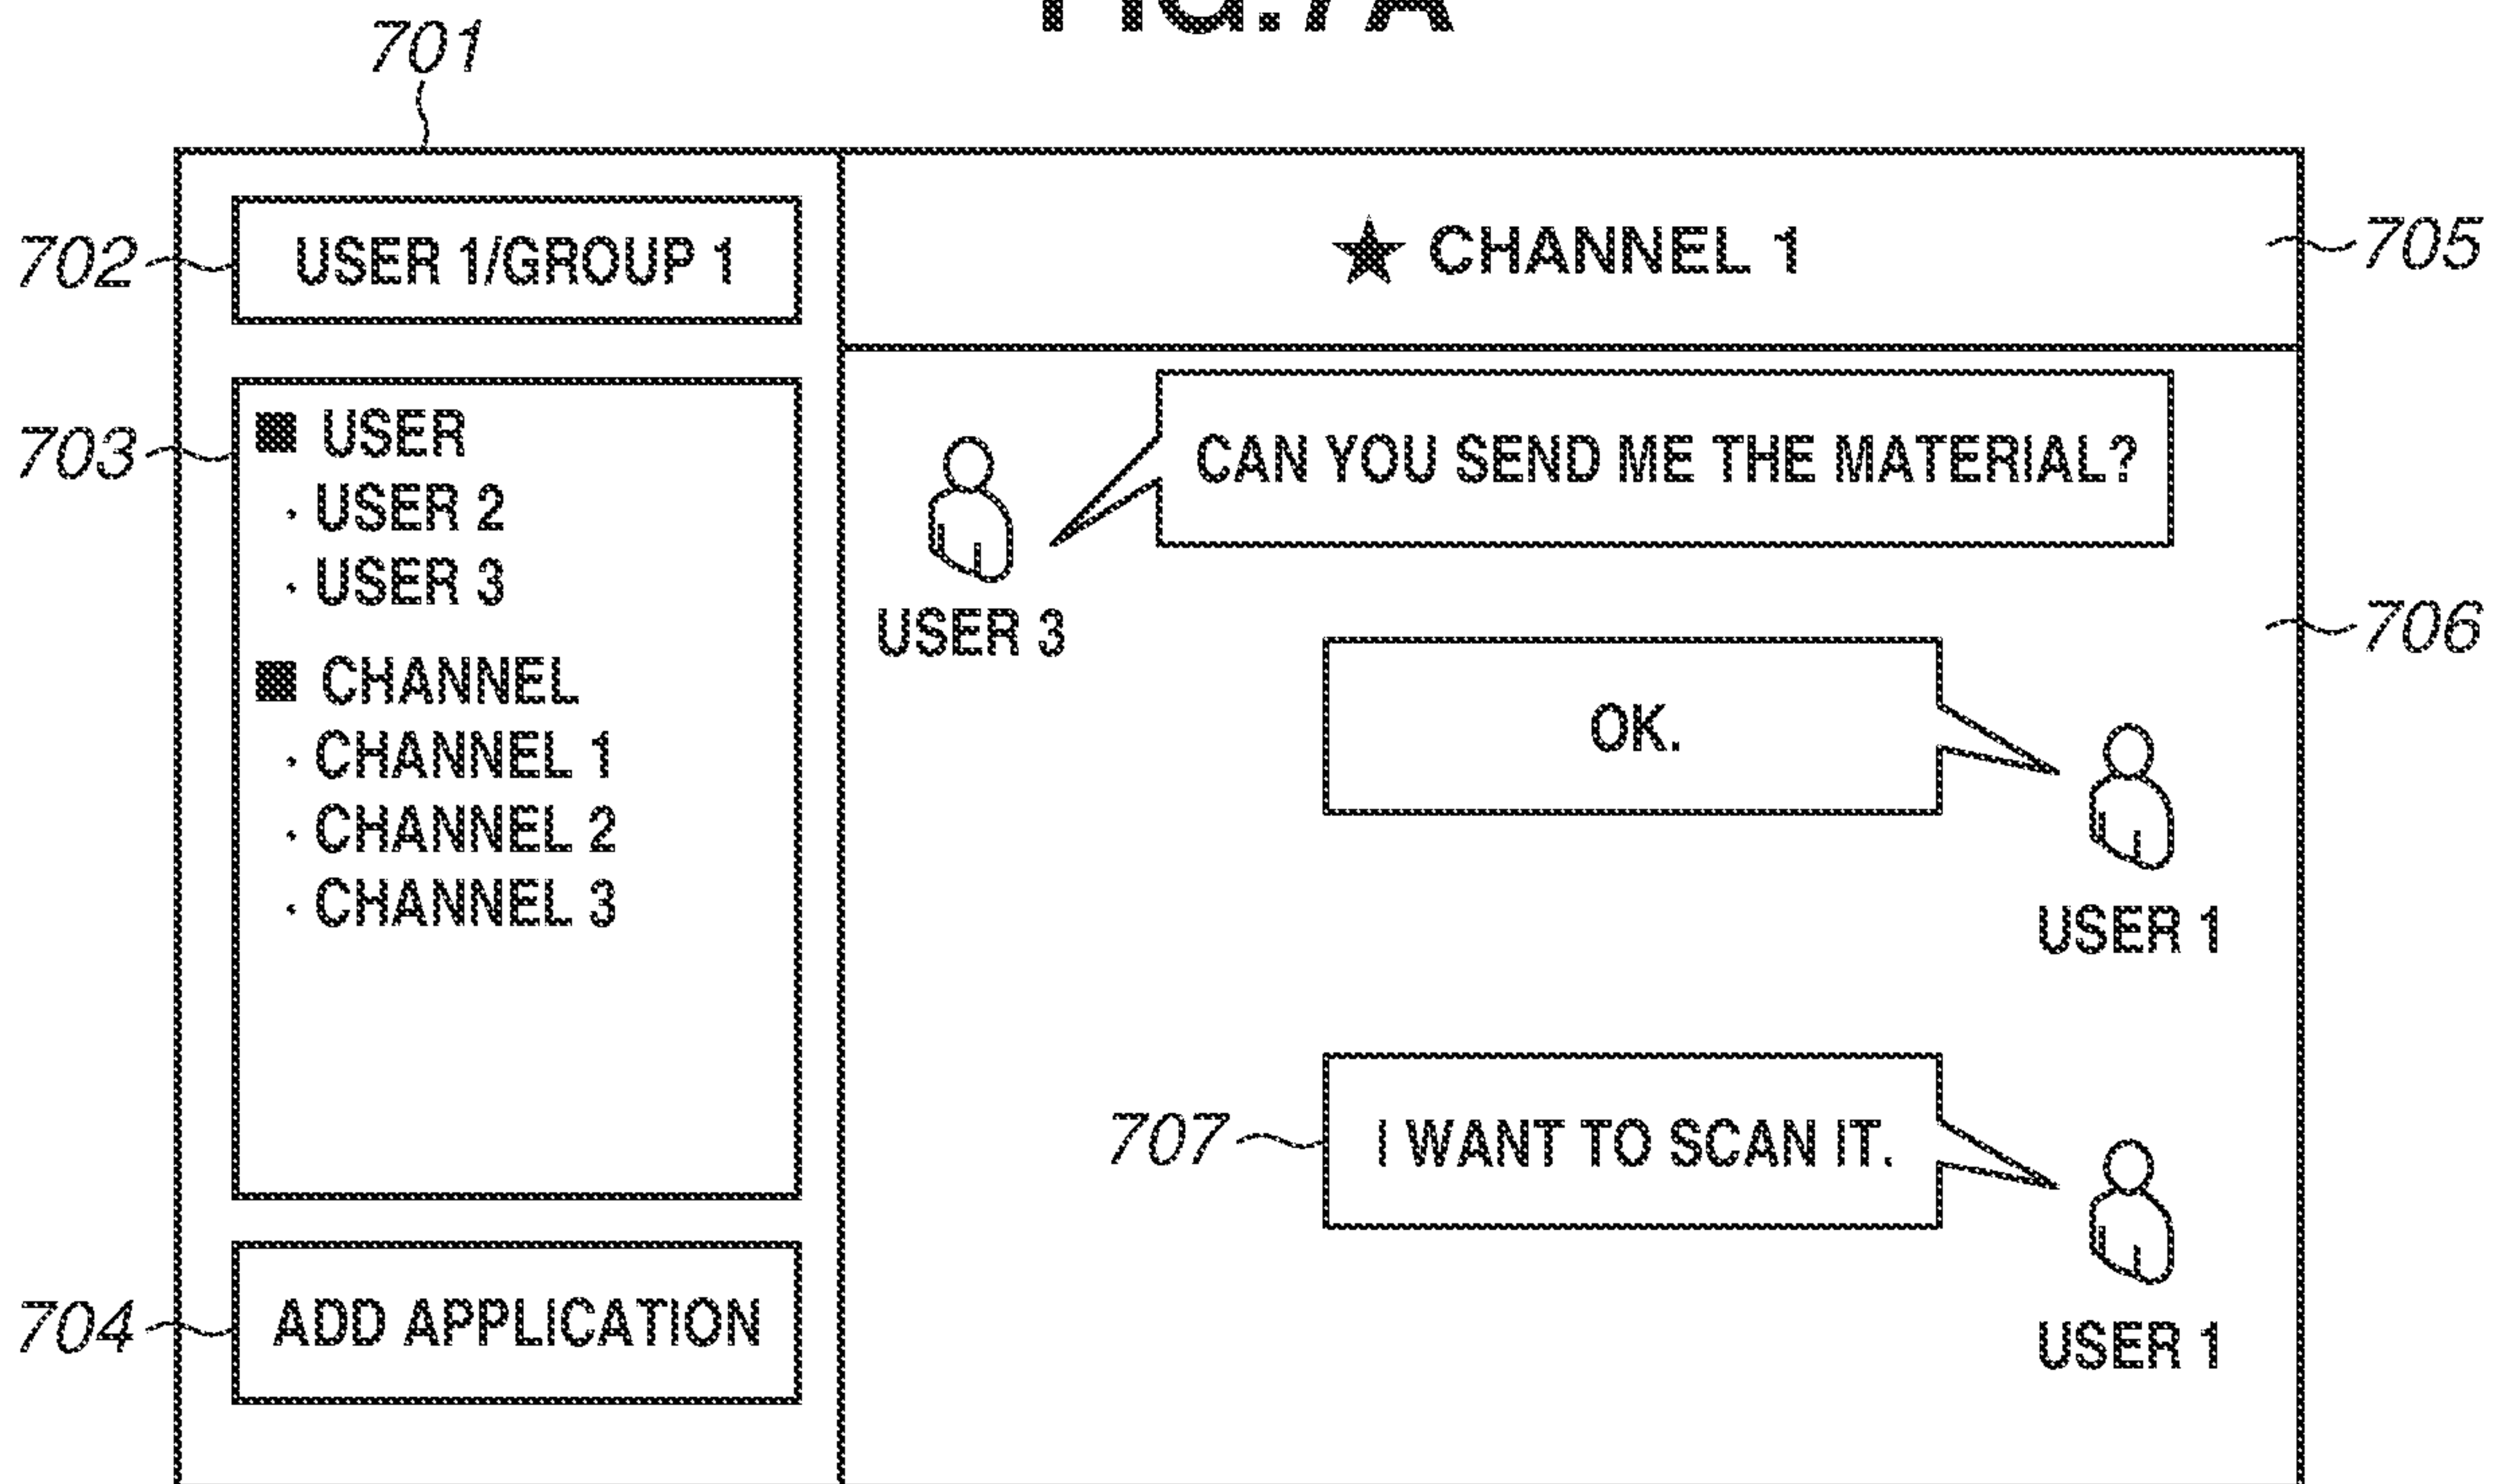 FIG.7A
701
702
USER 1/GROUP 1
★ CHANNEL 1
705
703
■ USER
· USER 2
· USER 3
■ CHANNEL
· CHANNEL 1
· CHANNEL 2
· CHANNEL 3
CAN YOU SEND ME THE MATERIAL?
USER 3
706
OK.
USER 1
707
I WANT TO SCAN IT.
USER 1
704
ADD APPLICATION